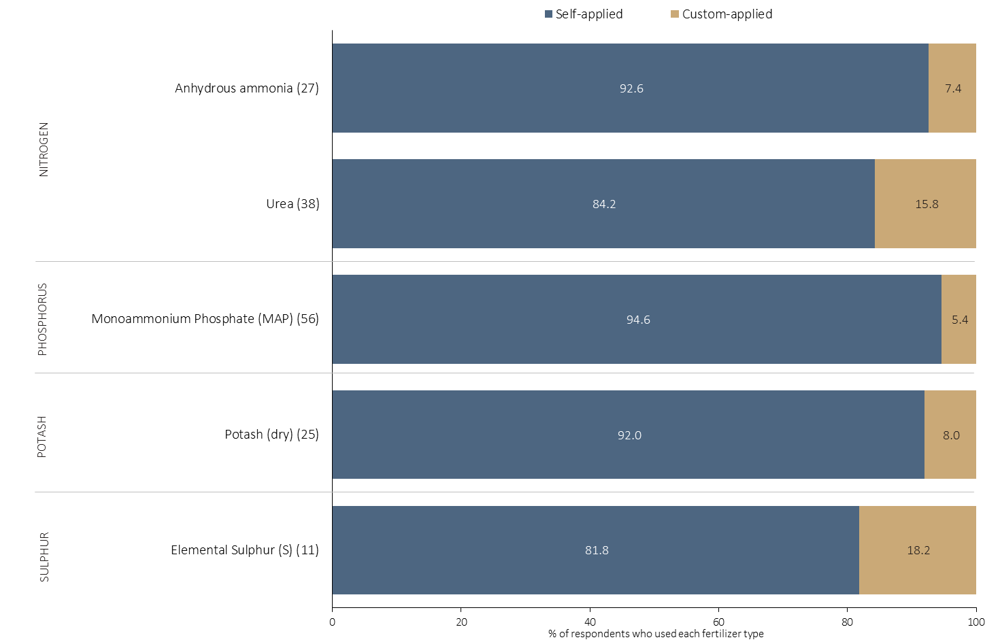 Self-applied
Custom-applied
NITROGEN
Anhydrous ammonia (27)
92.6
7.4
Urea (38)
84.2
15.8
PHOSPHORUS
Monoammonium Phosphate (MAP) (56)
94.6
5.4
POTASH
Potash (dry) (25)
92.0
8.0
SULPHUR
Elemental Sulphur (S) (11)
81.8
18.2
0
20
40
60
80
100
% of respondents who used each fertilizer type